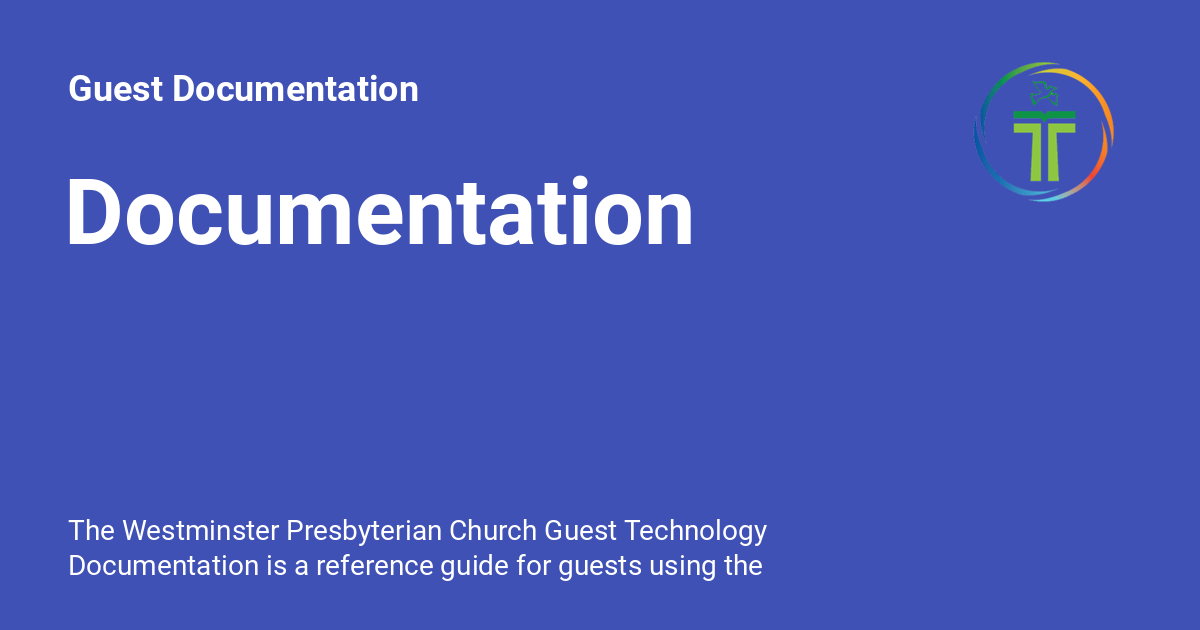 Guest Documentation
Documentation
The Westminster Presbyterian Church Guest Technology
Documentation is a reference guide for guests using the